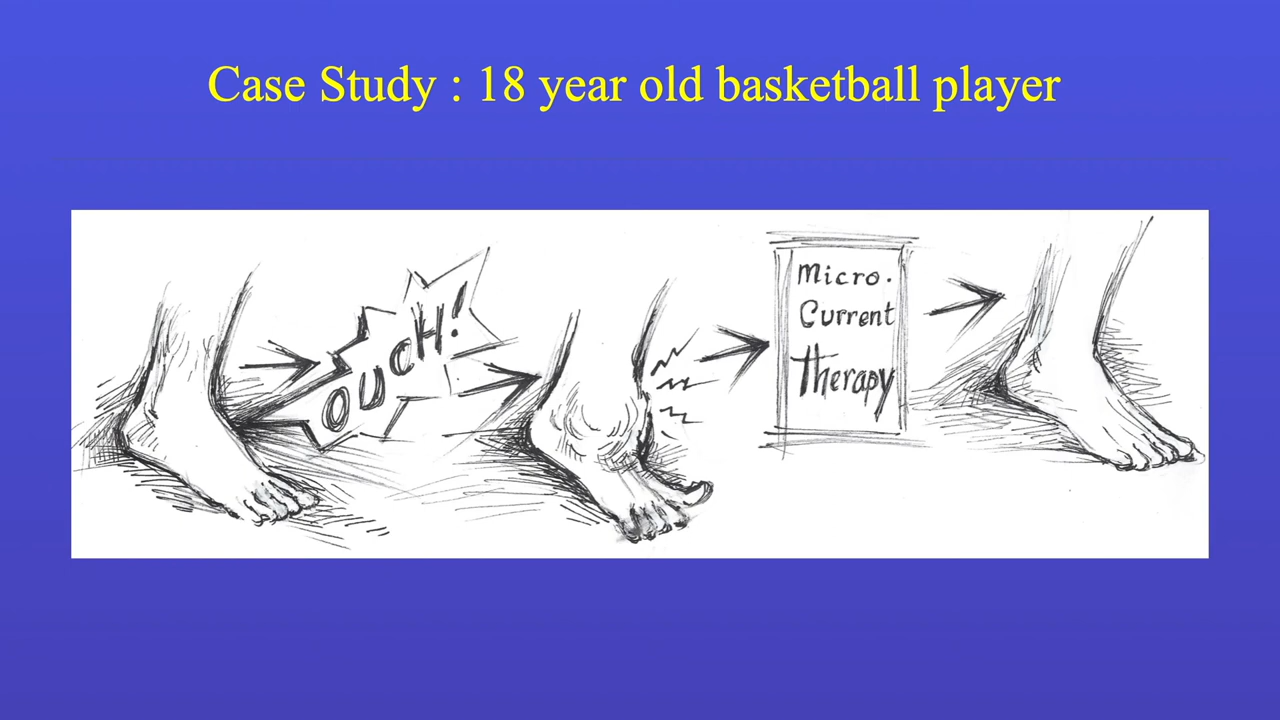 Case Study : 18 year old basketball player
OUCH!
Micro.
Current
Therapy